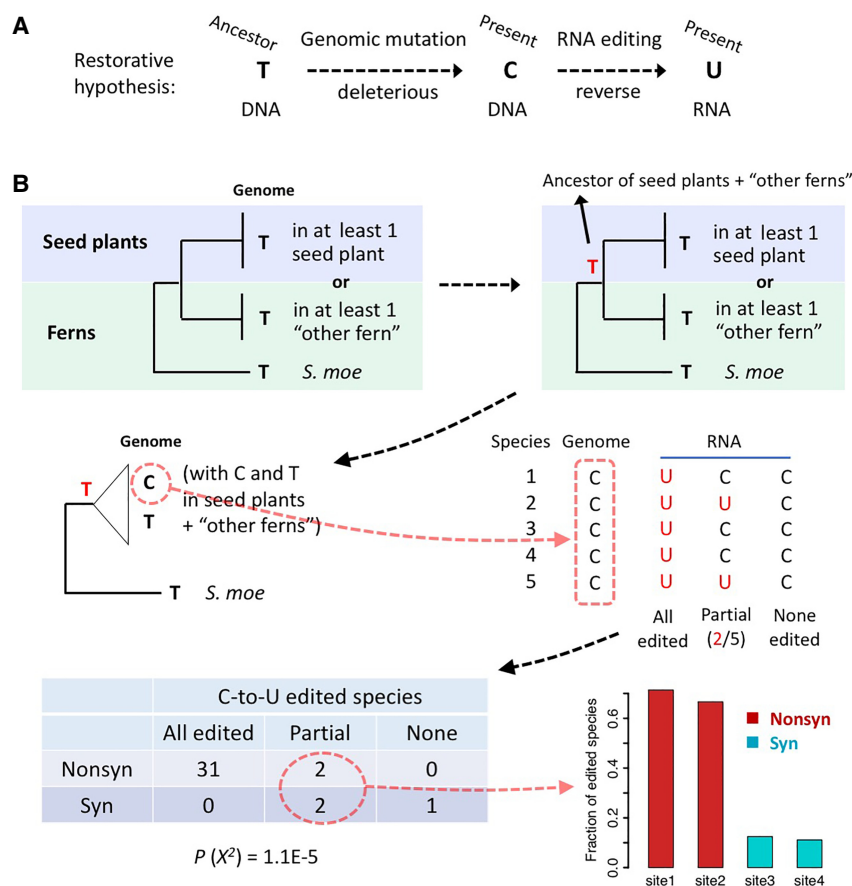 A
Restorative
hypothesis:
Ancestor
T
DNA
Genomic mutation
deleterious
Present
C
DNA
RNA editing
reverse
Present
U
RNA
B
Genome
Seed plants
T
in at least 1
seed plant
or
Ferns
T
in at least 1
"other fern"
T S. moe
Ancestor of seed plants + "other ferns"
T
T
in at least 1
seed plant
or
T
in at least 1
"other fern"
T S. moe
Genome
T
C
T
(with C and T
in seed plants
+ "other ferns")
T S. moe
Species Genome RNA
1 C U C C
2 C U U C
3 C U C C
4 C U C C
5 C U U C
All
edited
Partial
(2/5)
None
edited
C-to-U edited species
All edited Partial None
Nonsyn 31 2 0
Syn 0 2 1
P (X²) = 1.1E-5
Fraction of edited species
0.6
0.4
0.2
0.0
Nonsyn
Syn
site1 site2 site3 site4